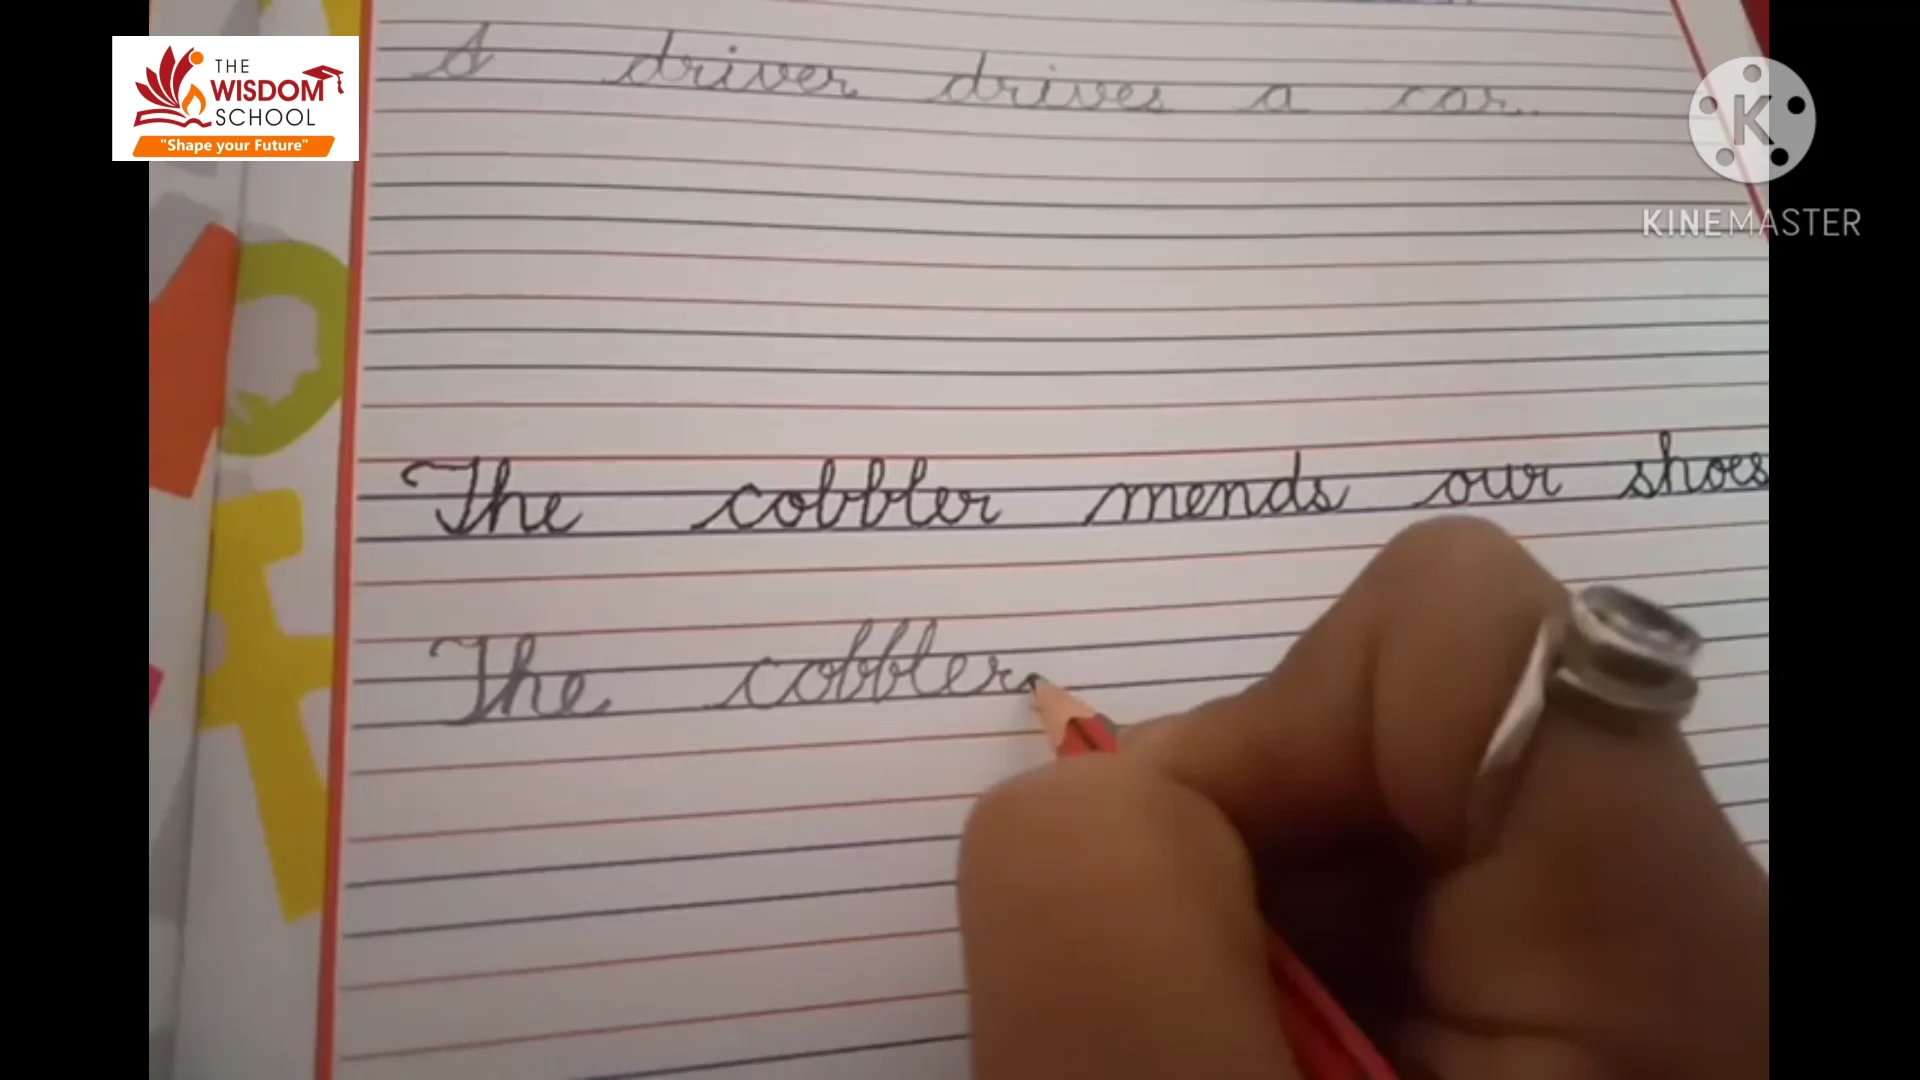 THE
WISDOM
SCHOOL
"Shape your Future"
K
KINEMASTER
A driver drives a car.
The cobbler mends our shoes
The cobbler